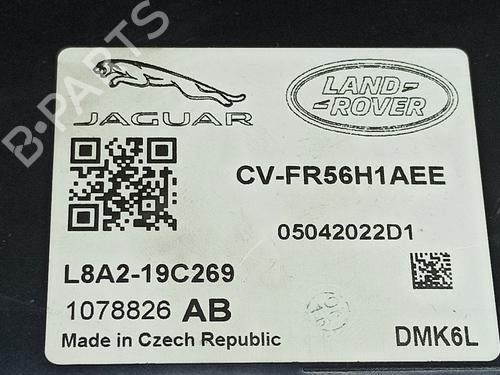 B-PARTS
JAGUAR
LAND
ROVER
CV-FR56H1AEE
05042022D1
L8A2-19C269
1078826 AB
Made in Czech Republic
DMK6L